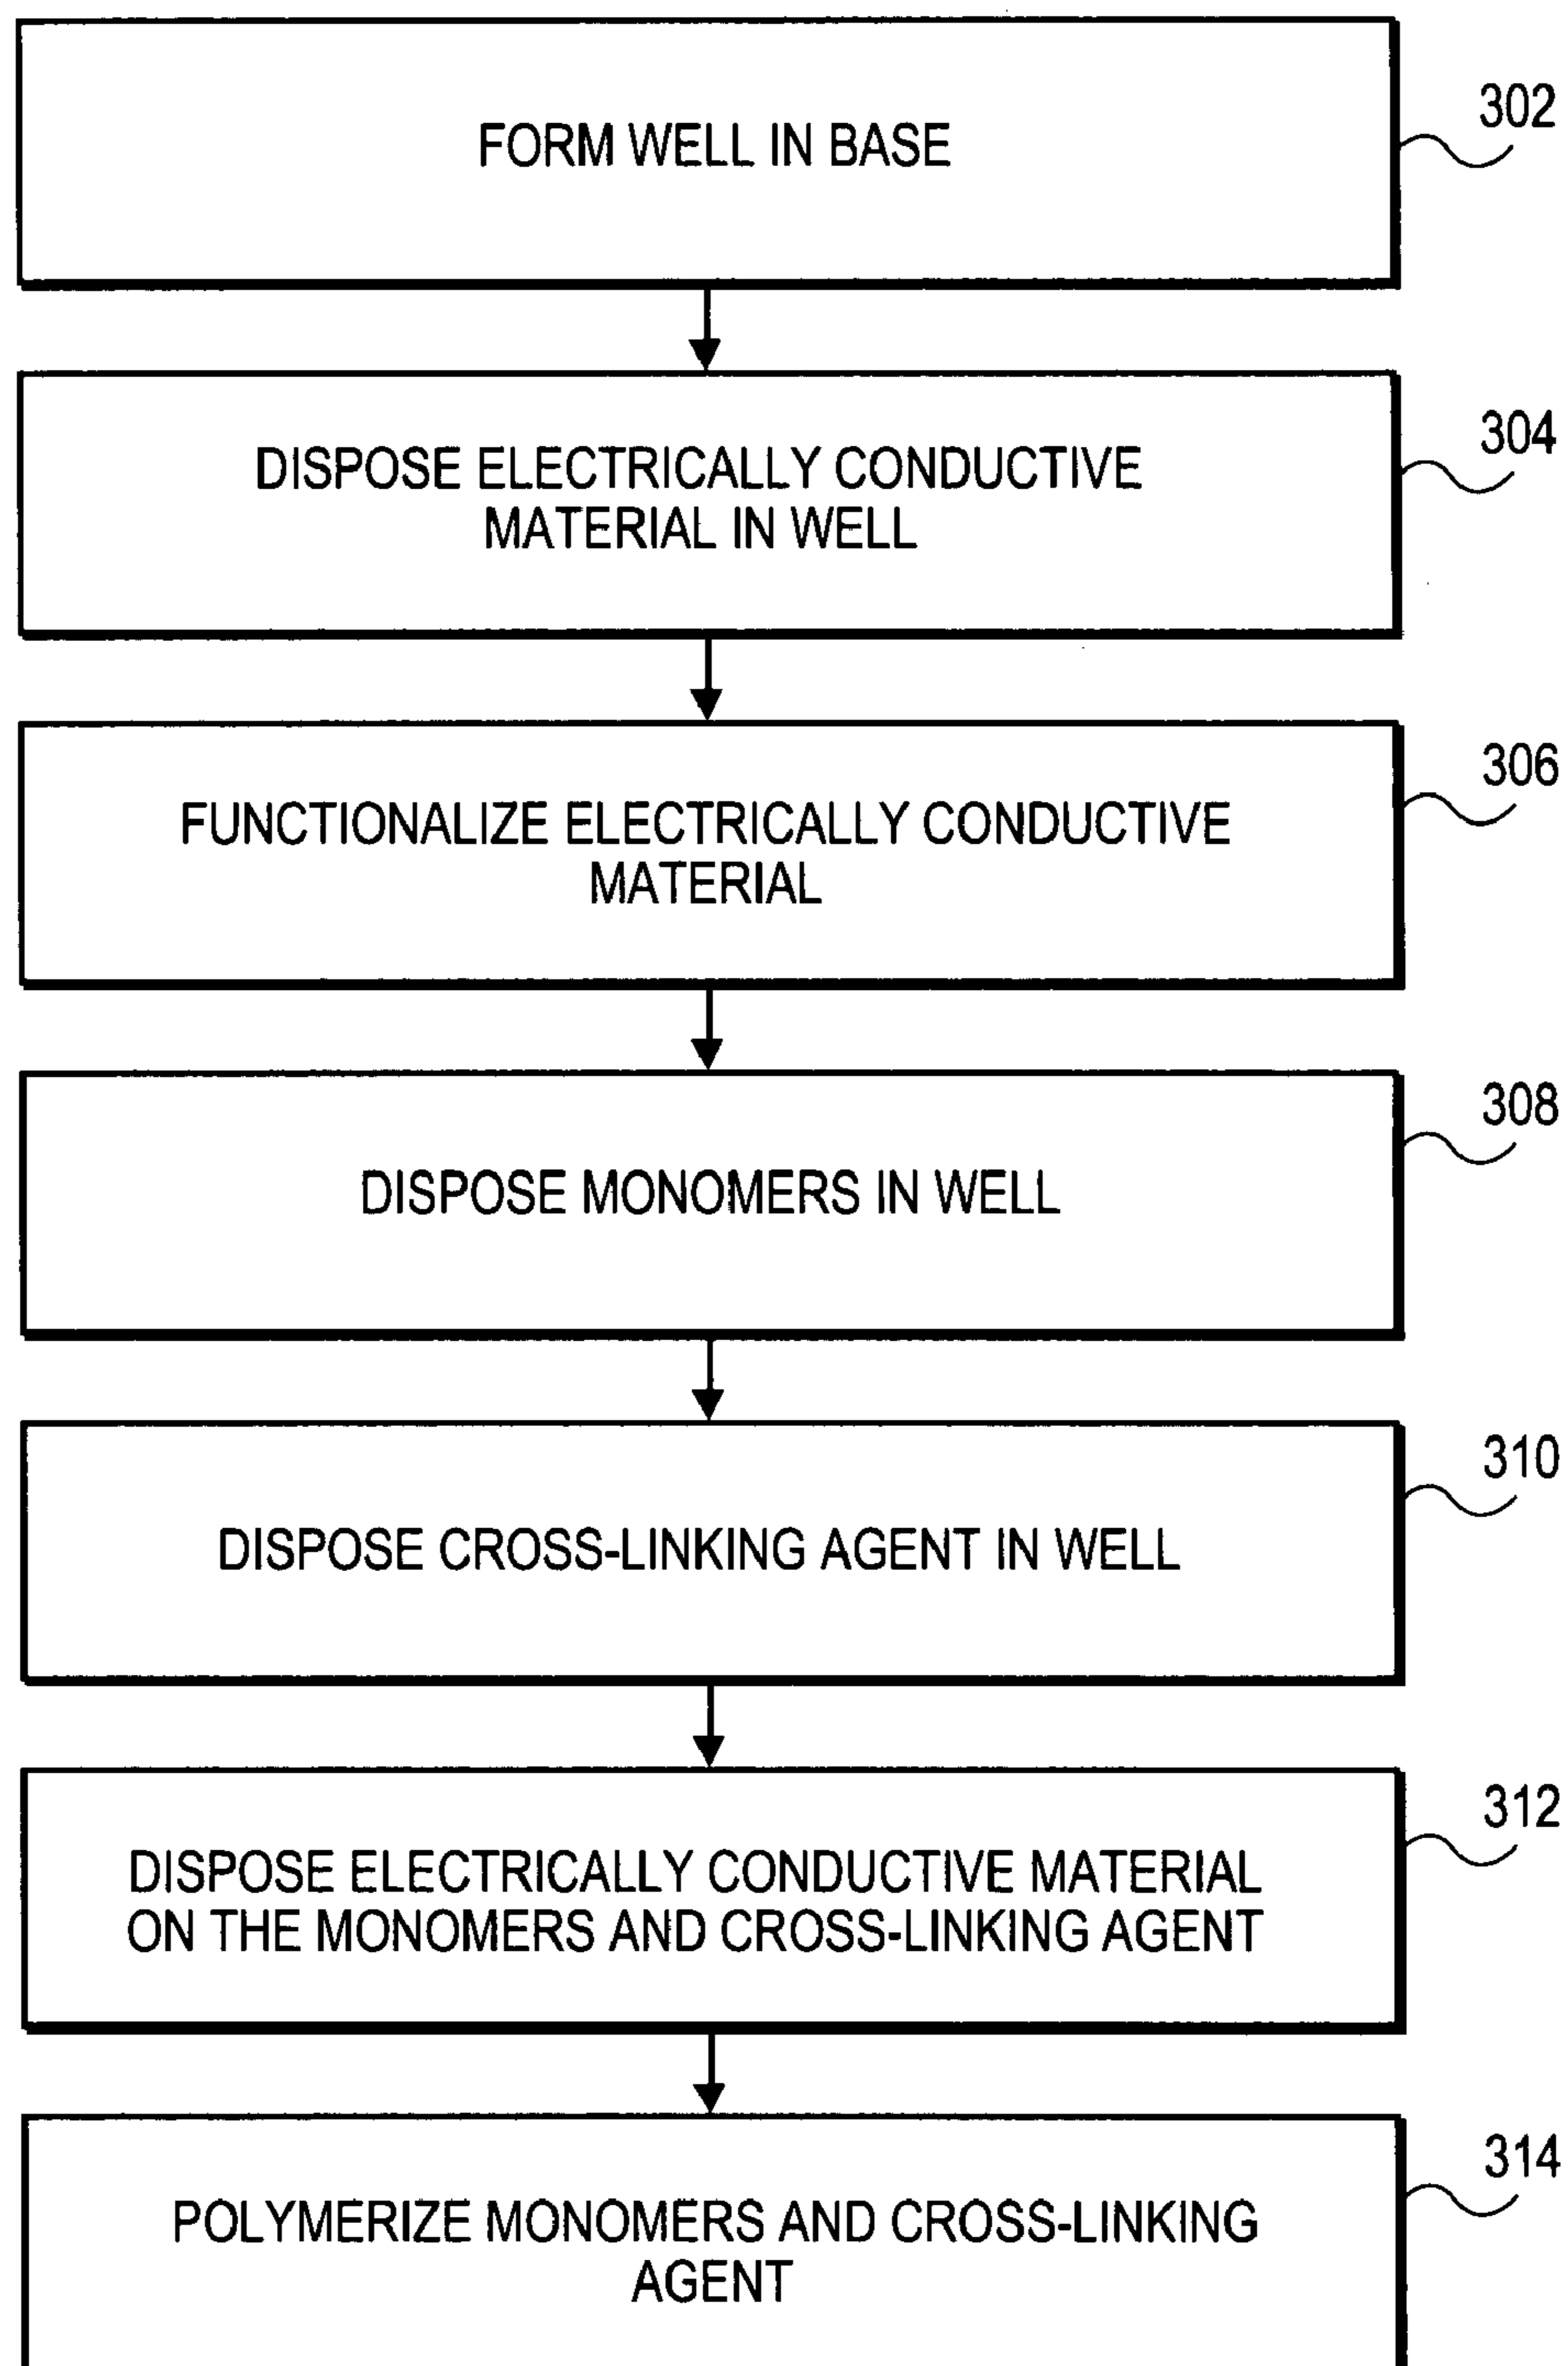 FORM WELL IN BASE
302
DISPOSE ELECTRICALLY CONDUCTIVE
MATERIAL IN WELL
304
FUNCTIONALIZE ELECTRICALLY CONDUCTIVE
MATERIAL
306
DISPOSE MONOMERS IN WELL
308
DISPOSE CROSS-LINKING AGENT IN WELL
310
DISPOSE ELECTRICALLY CONDUCTIVE MATERIAL
ON THE MONOMERS AND CROSS-LINKING AGENT
312
POLYMERIZE MONOMERS AND CROSS-LINKING
AGENT
314